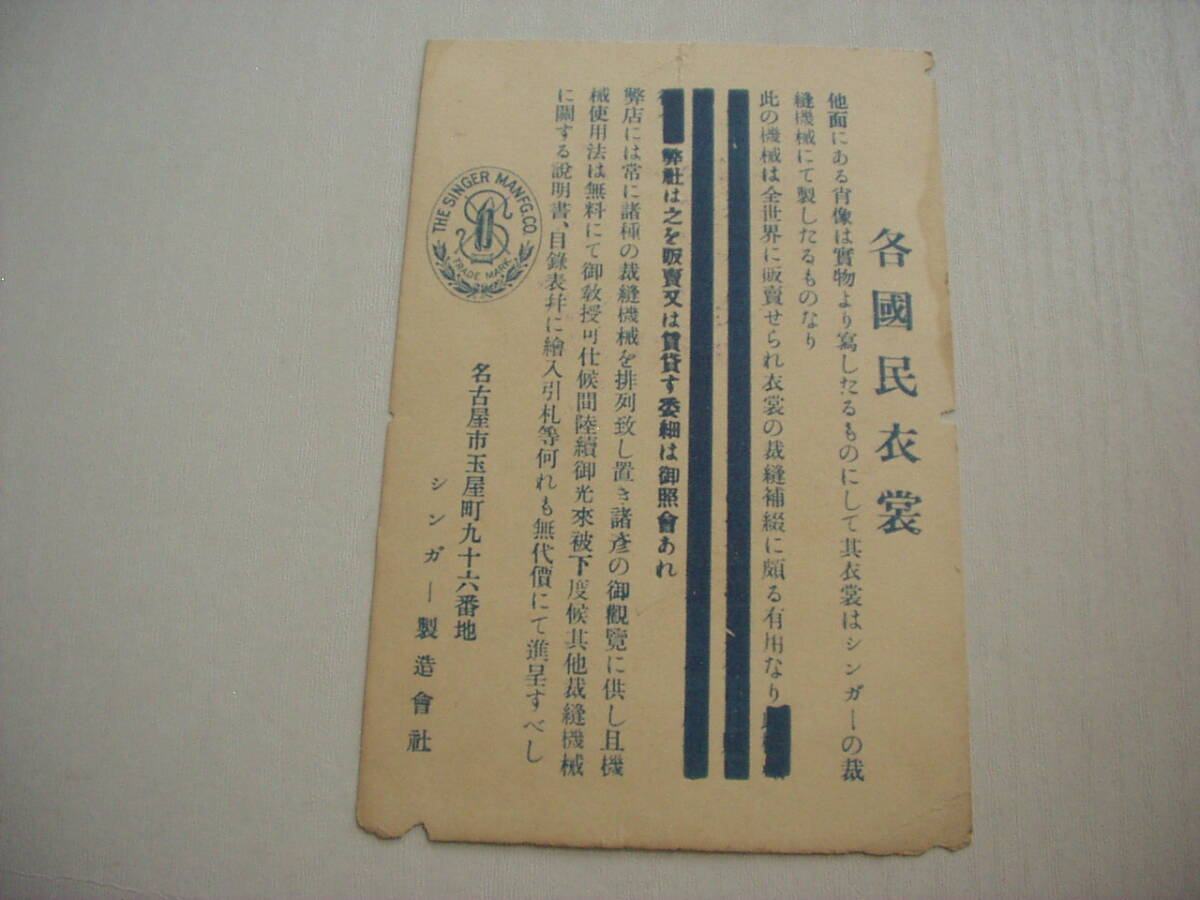 各國民衣裳
他面にある肖像は實物より寫したるものにして其衣裳はシンガーの裁
縫機械にて製したるものなり
此の機械は全世界に販賣せられ衣裳の裁縫補綴に頗る有用なり
弊社は之を販賣又は賃貸す委細は御照會あれ
弊店には常に諸種の裁縫機械を排列致し置き諸彦の御觀覽に供し且機
械使用法は無料にて御敎授可仕候間陸續御光來被下度候其他裁縫機械
に關する說明書、目錄表幷に繪入引札等何れも無代價にて進呈すべし
名古屋市玉屋町九十六番地
シンガー製造會社
THE SINGER MANFG. CO
TRADE MARK